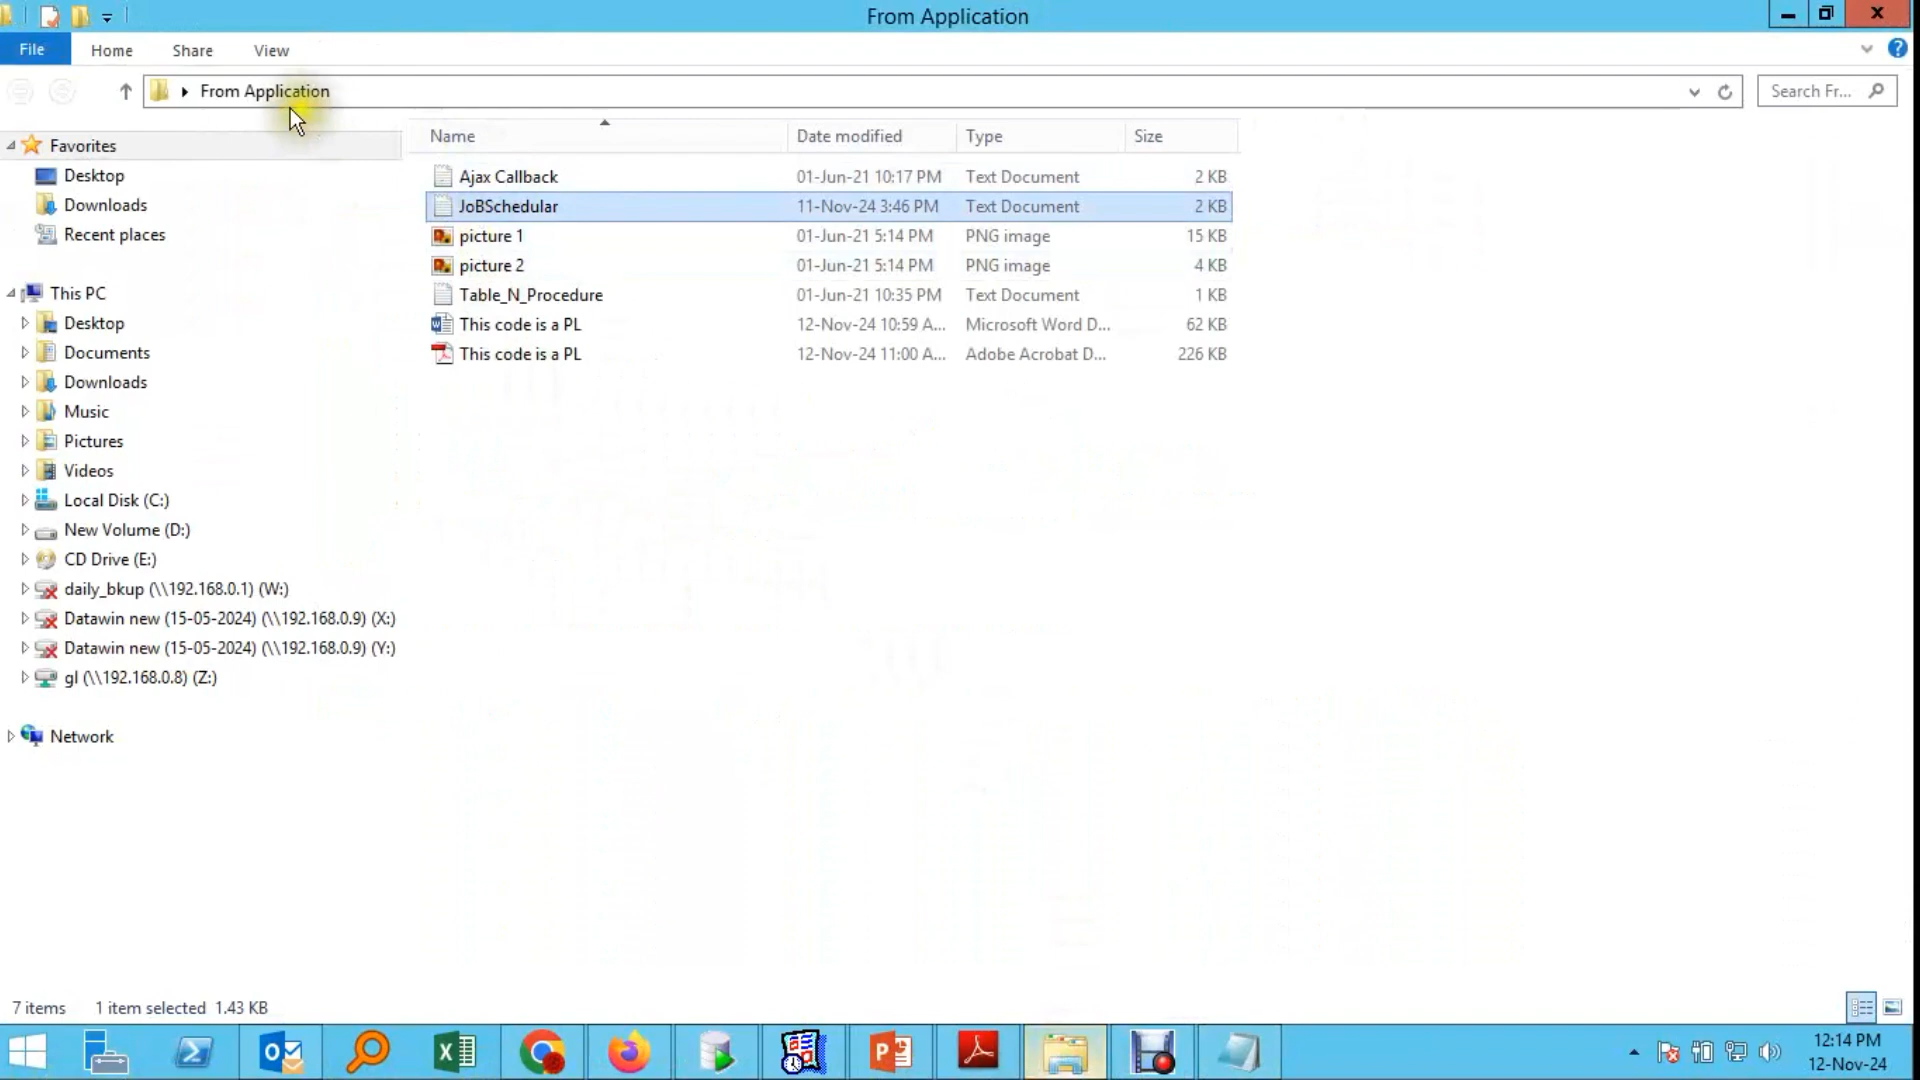 From Application
File Home Share View
From Application
Search Fr...
Name Date modified Type Size
Favorites
Desktop
Downloads
Recent places
This PC
Desktop
Documents
Downloads
Music
Pictures
Videos
Local Disk (C:)
New Volume (D:)
CD Drive (E:)
daily_bkup (\\192.168.0.1) (W:)
Datawin new (15-05-2024) (\\192.168.0.9) (X:)
Datawin new (15-05-2024) (\\192.168.0.9) (Y:)
gl (\\192.168.0.8) (Z:)
Network
Ajax Callback 01-Jun-21 10:17 PM Text Document 2 KB
JoBSchedular 11-Nov-24 3:46 PM Text Document 2 KB
picture 1 01-Jun-21 5:14 PM PNG image 15 KB
picture 2 01-Jun-21 5:14 PM PNG image 4 KB
Table_N_Procedure 01-Jun-21 10:35 PM Text Document 1 KB
This code is a PL 12-Nov-24 10:59 A... Microsoft Word D... 62 KB
This code is a PL 12-Nov-24 11:00 A... Adobe Acrobat D... 226 KB
7 items 1 item selected 1.43 KB
12:14 PM
12-Nov-24